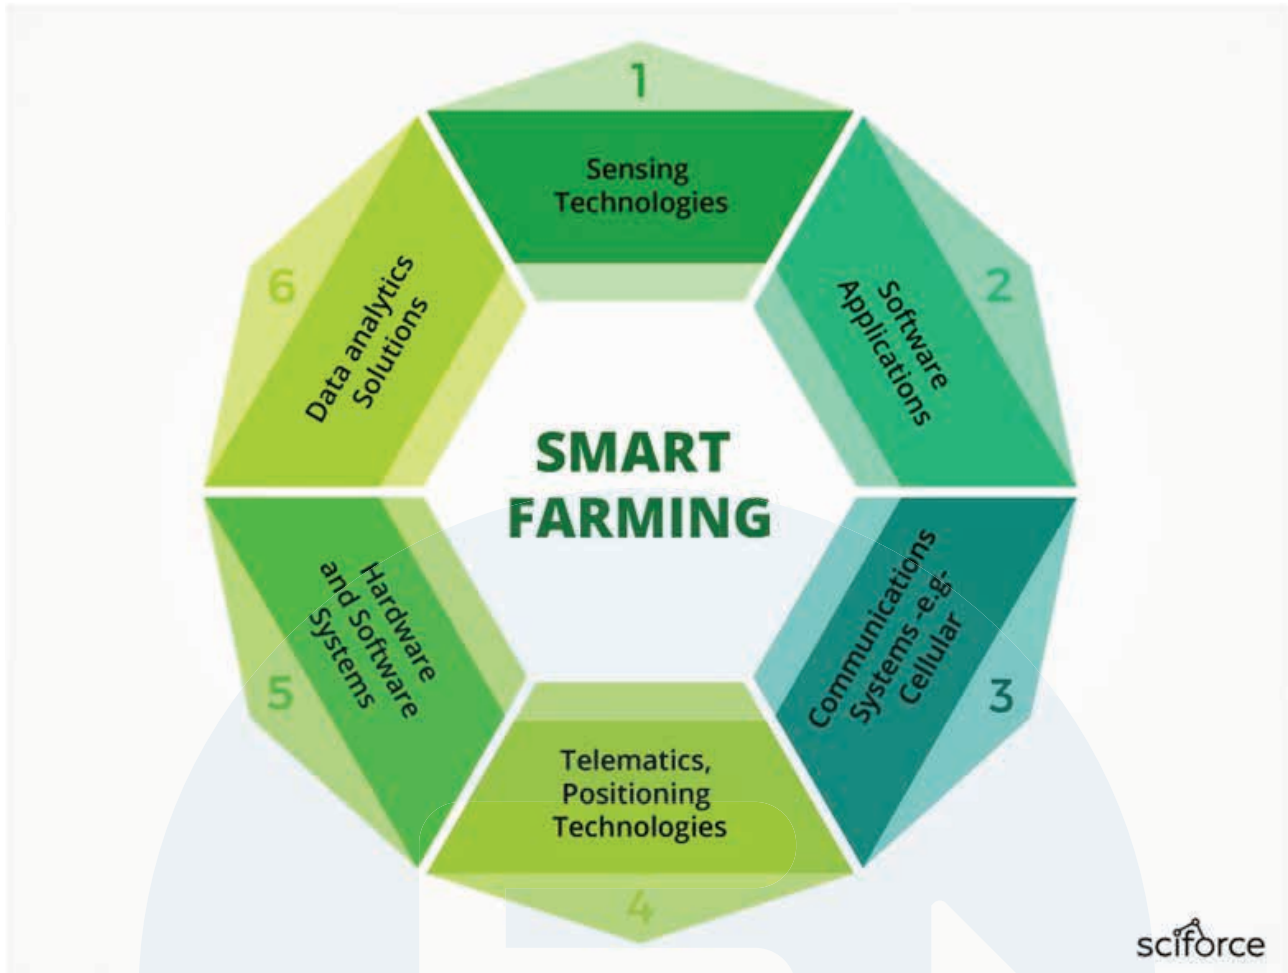 1
Sensing
Technologies
2
Software
Applications
3
Communications
Systems -e.g-
Cellular
4
Telematics,
Positioning
Technologies
5
Hardware
and Software
Systems
6
Data analytics
Solutions
SMART
FARMING
sciforce